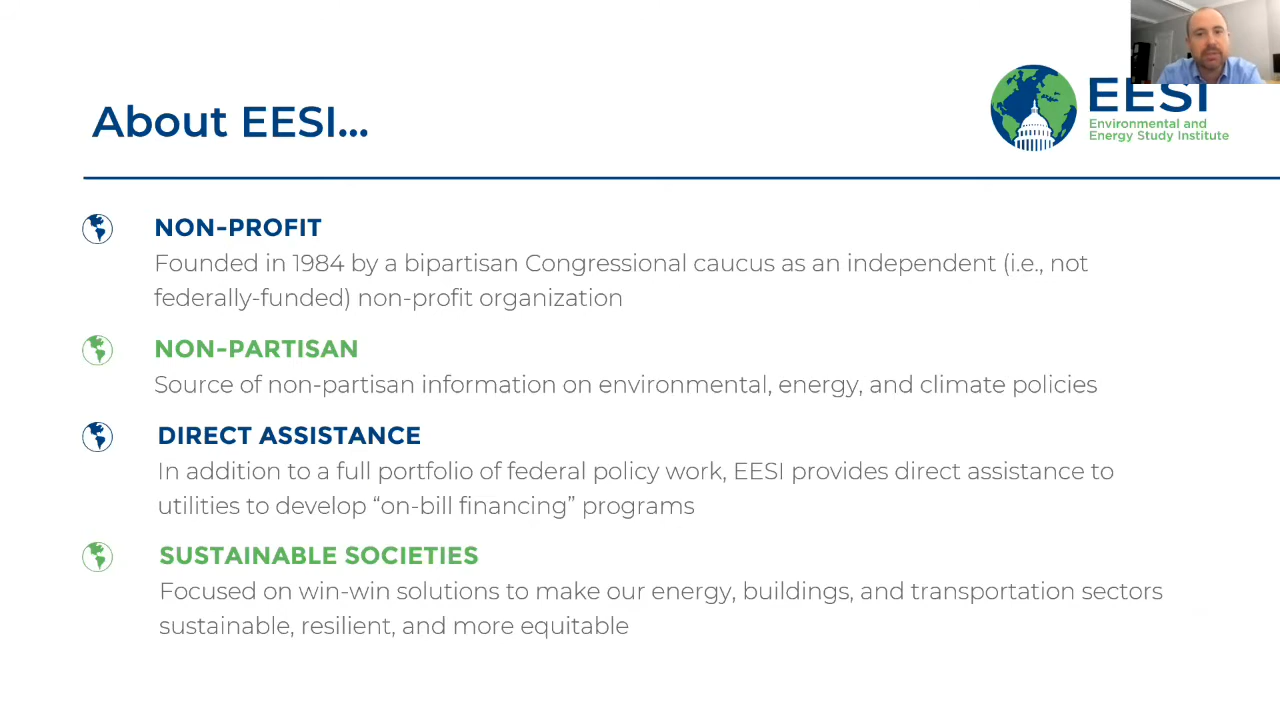 About EESI...
EESI
Environmental and
Energy Study Institute
NON-PROFIT
Founded in 1984 by a bipartisan Congressional caucus as an independent (i.e., not
federally-funded) non-profit organization
NON-PARTISAN
Source of non-partisan information on environmental, energy, and climate policies
DIRECT ASSISTANCE
In addition to a full portfolio of federal policy work, EESI provides direct assistance to
utilities to develop “on-bill financing” programs
SUSTAINABLE SOCIETIES
Focused on win-win solutions to make our energy, buildings, and transportation sectors
sustainable, resilient, and more equitable